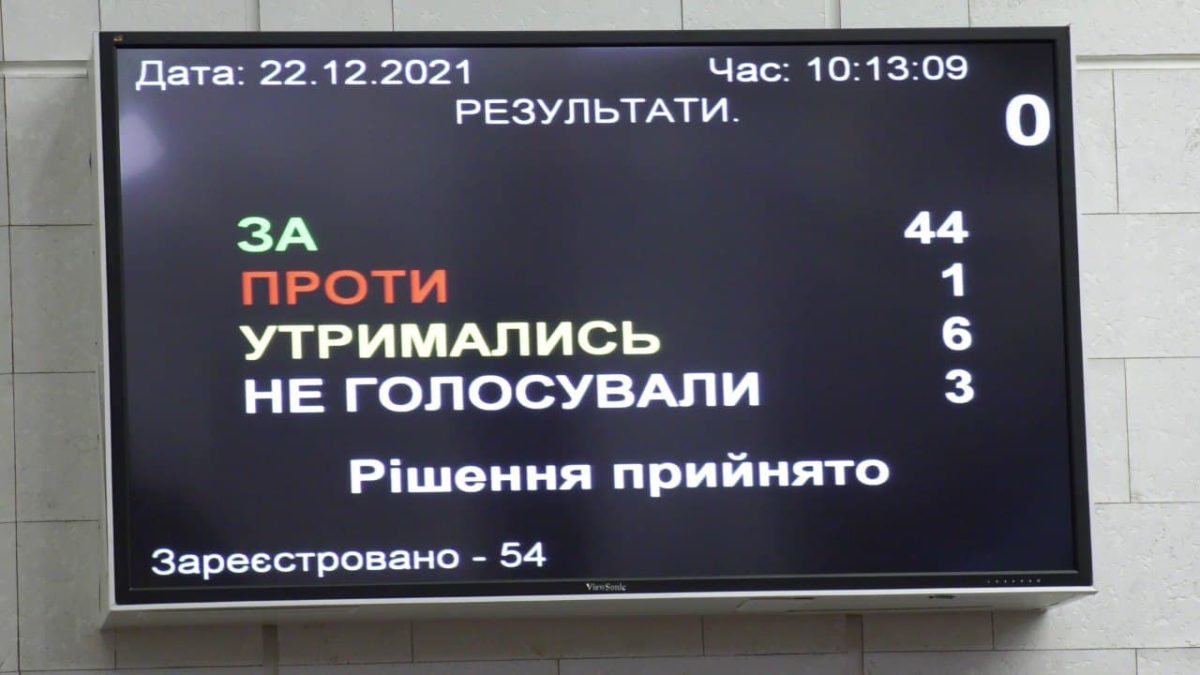 Дата: 22.12.2021 Час: 10:13:09
РЕЗУЛЬТАТИ.
0
ЗА 44
ПРОТИ 1
УТРИМАЛИСЬ 6
НЕ ГОЛОСУВАЛИ 3
Рішення прийнято
Зареєстровано - 54
ViewSonic